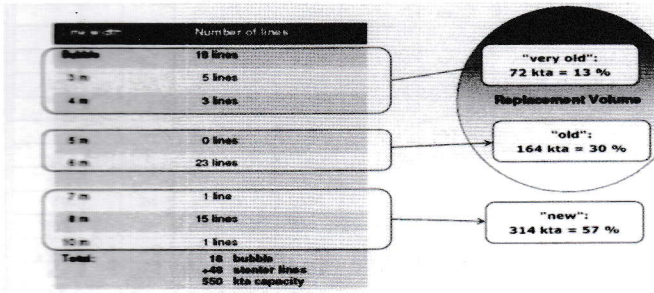 Number of lines
Bubble 18 lines
3 m 5 lines
4 m 3 lines
5 m 0 lines
6 m 23 lines
7 m 1 line
8 m 15 lines
10 m 1 lines
Total: 18 bubble
+48 stenter lines
550 kta capacity
"very old":
72 kta = 13 %
Replacement Volume
"old":
164 kta = 30 %
"new":
314 kta = 57 %